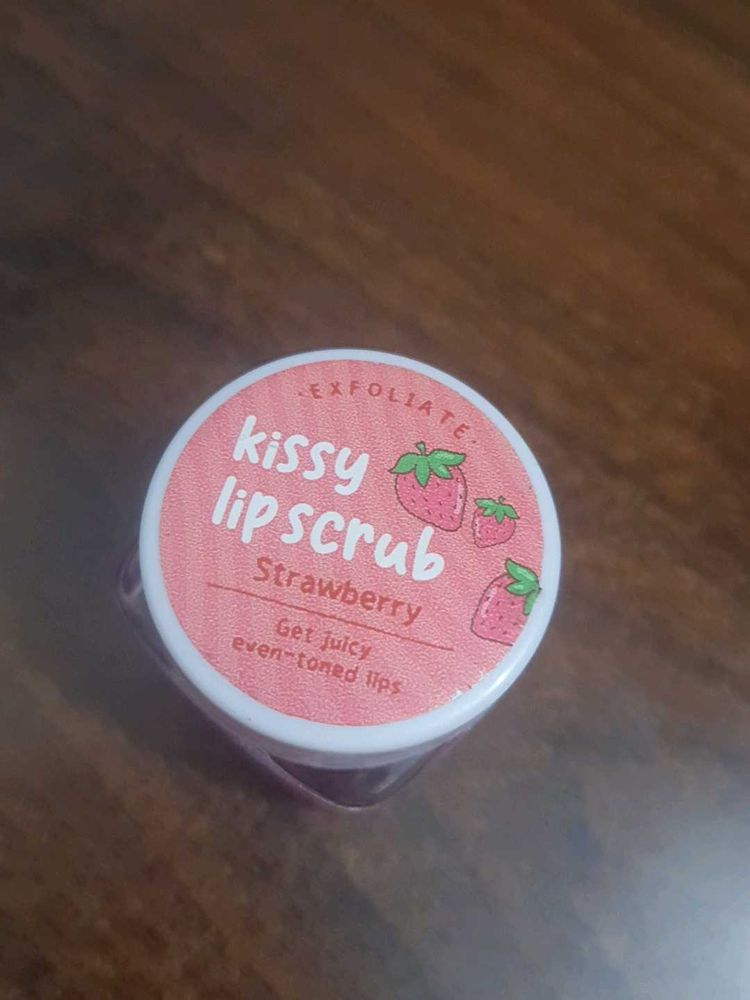 ·EXFOLIATE·
kissy
lip scrub
Strawberry
Get juicy
even-toned lips